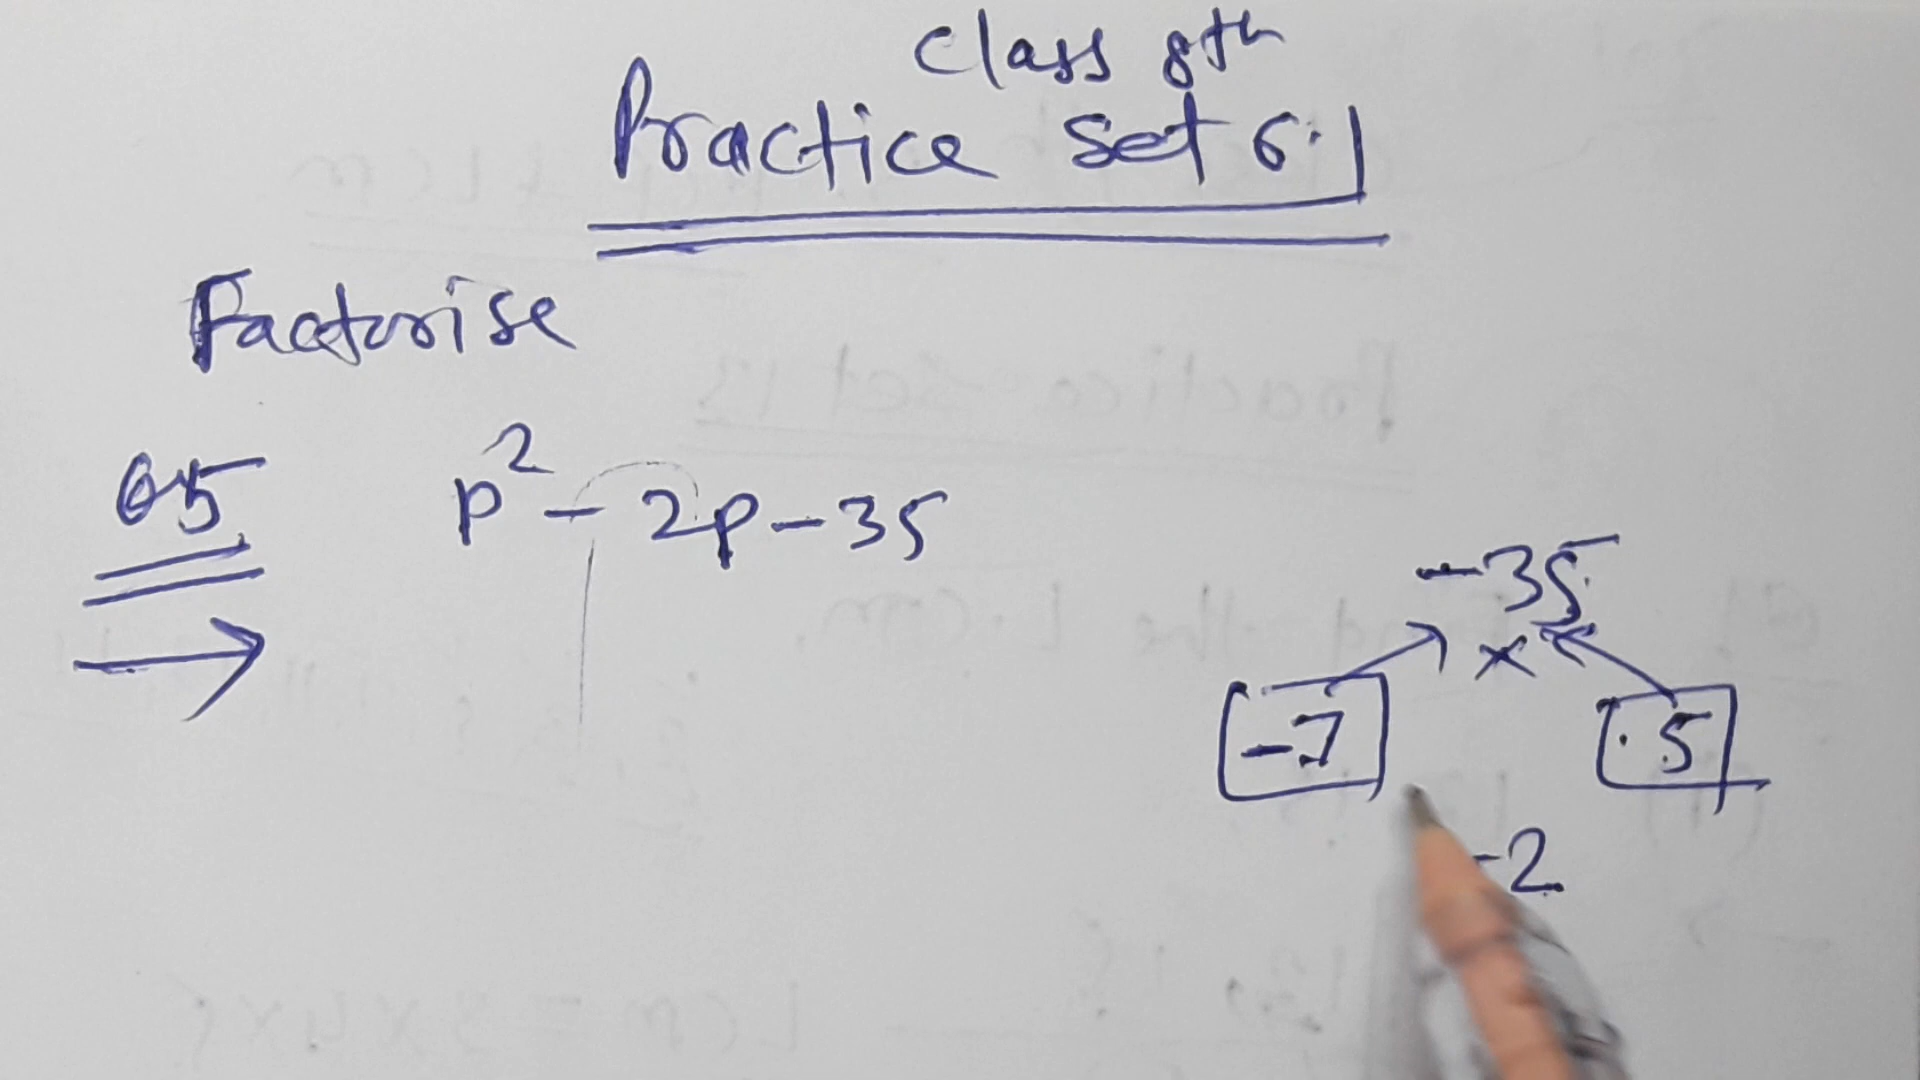 Class 8th
Practice Set 6.1
Factorise
Q5
p² - 2p - 35
-35
×
-7
5
-2